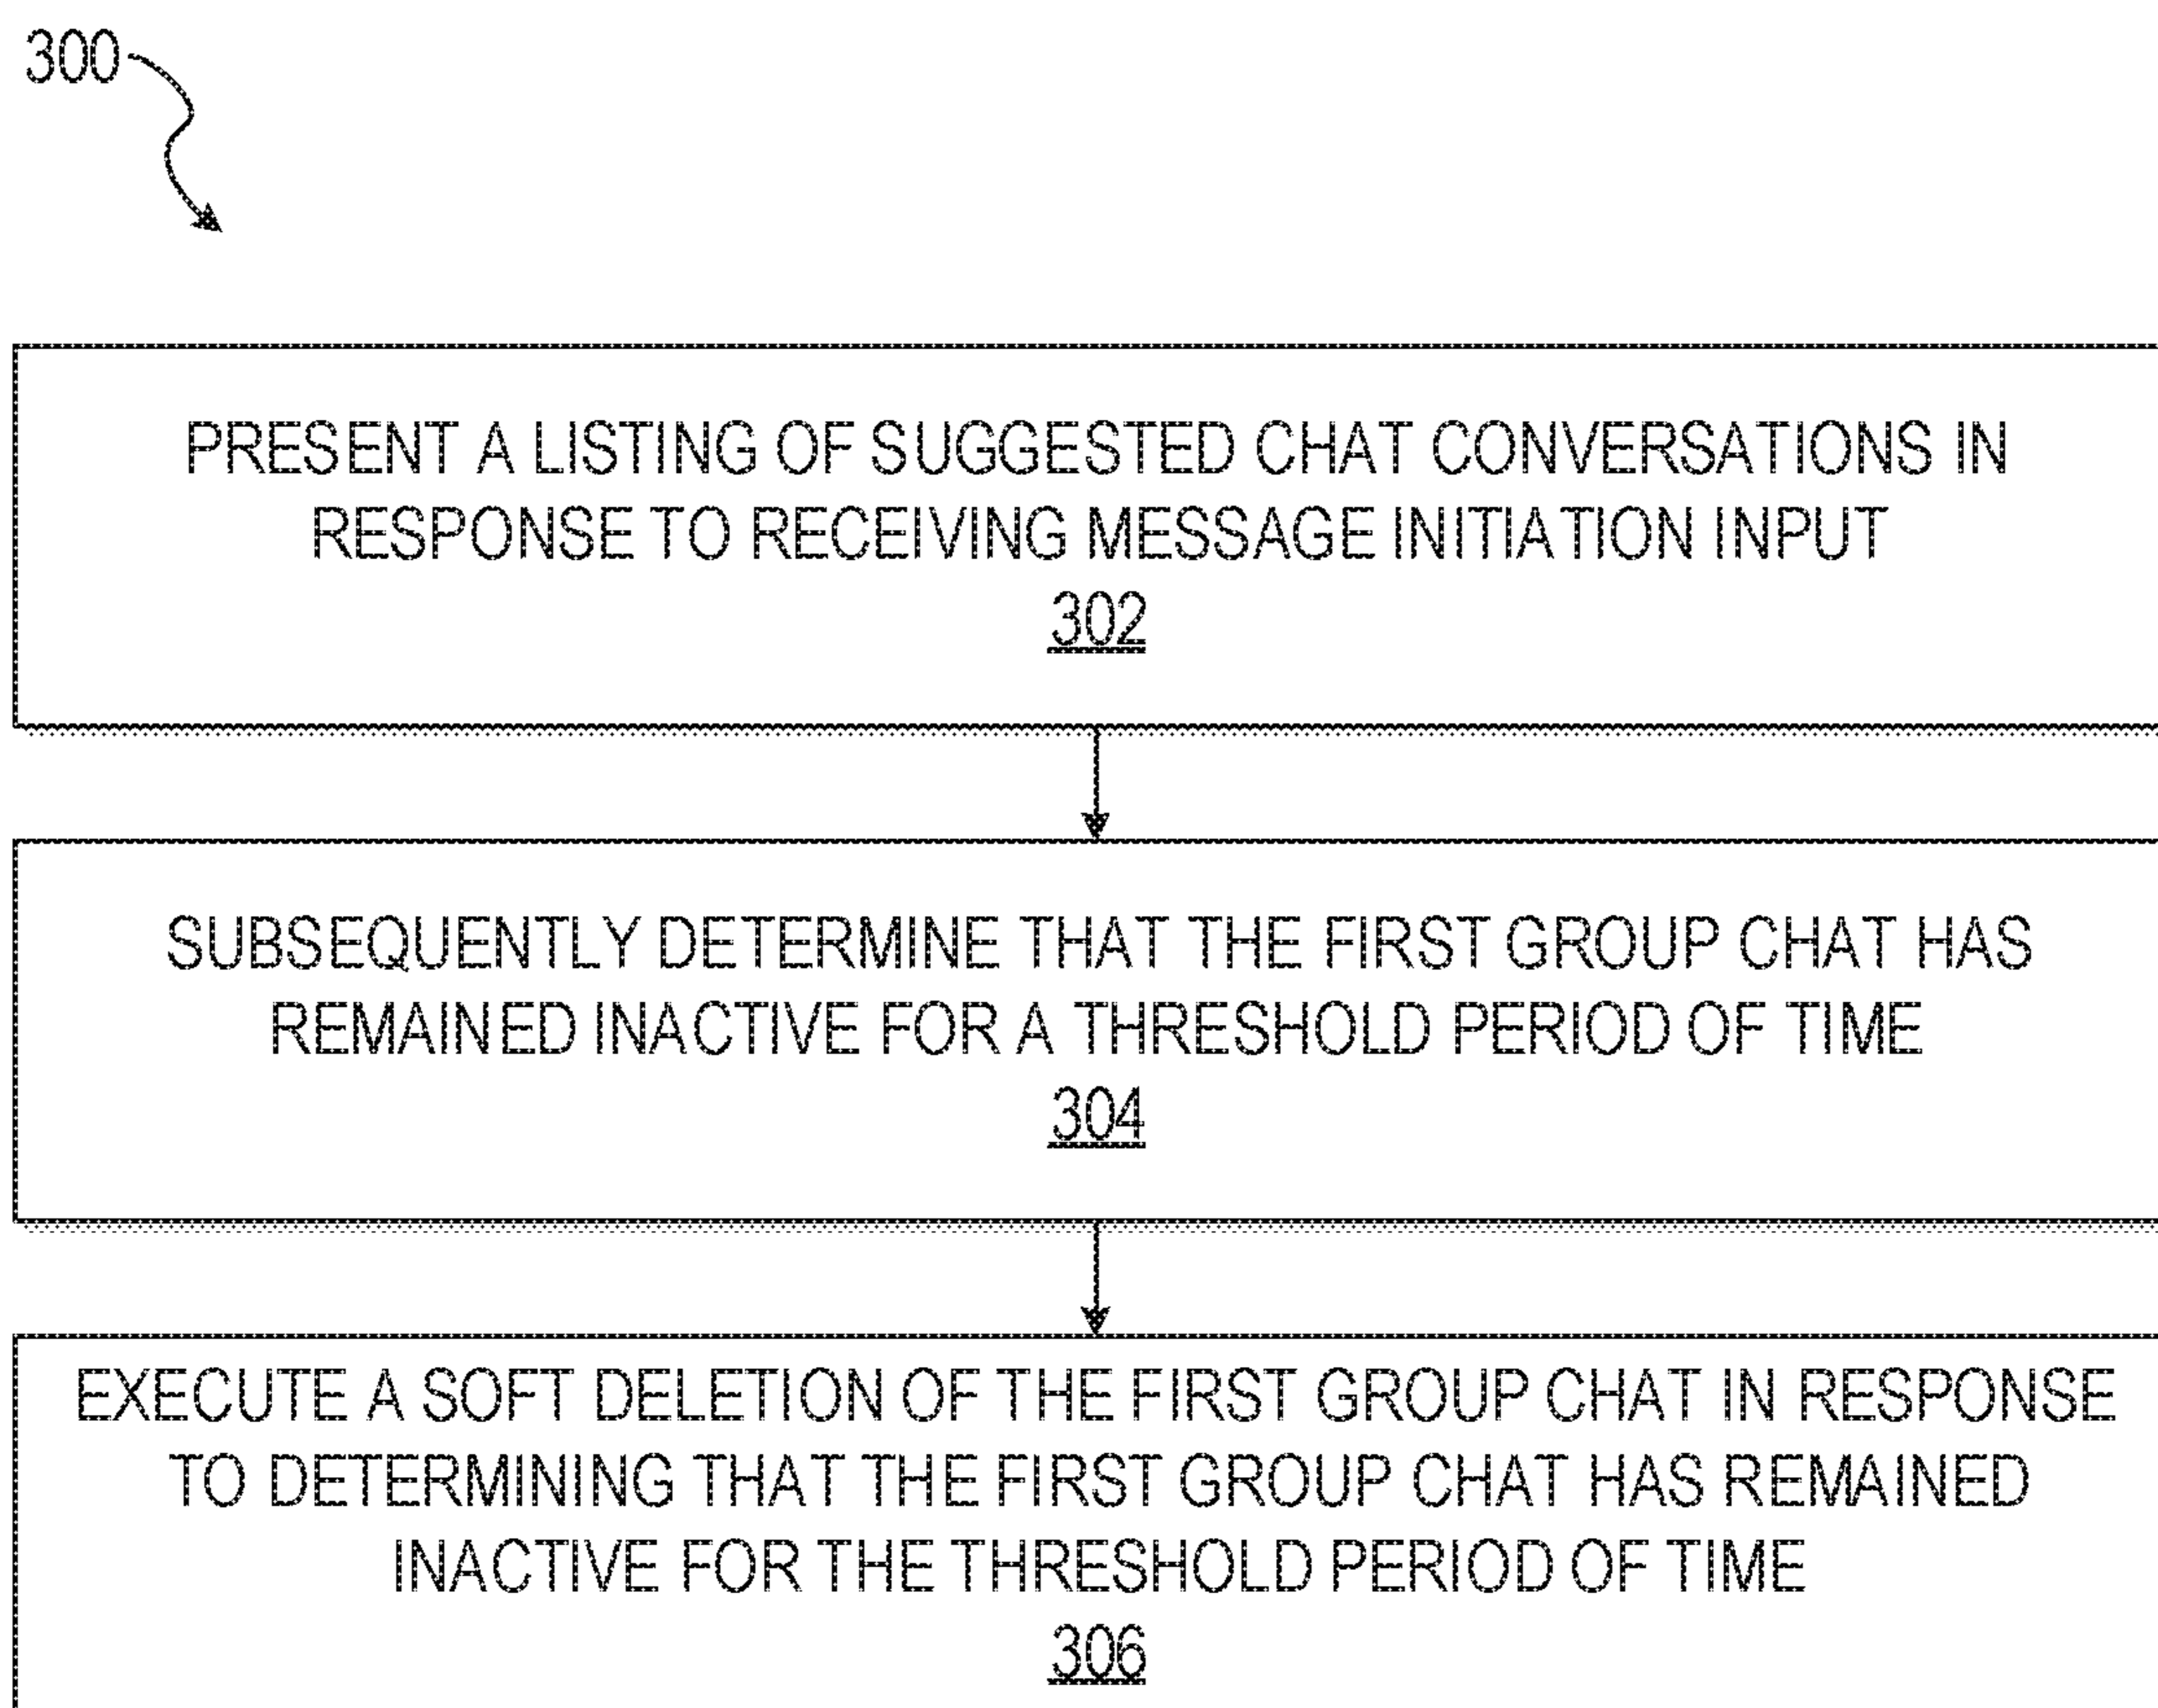 300
PRESENT A LISTING OF SUGGESTED CHAT CONVERSATIONS IN
RESPONSE TO RECEIVING MESSAGE INITIATION INPUT
302
SUBSEQUENTLY DETERMINE THAT THE FIRST GROUP CHAT HAS
REMAINED INACTIVE FOR A THRESHOLD PERIOD OF TIME
304
EXECUTE A SOFT DELETION OF THE FIRST GROUP CHAT IN RESPONSE
TO DETERMINING THAT THE FIRST GROUP CHAT HAS REMAINED
INACTIVE FOR THE THRESHOLD PERIOD OF TIME
306